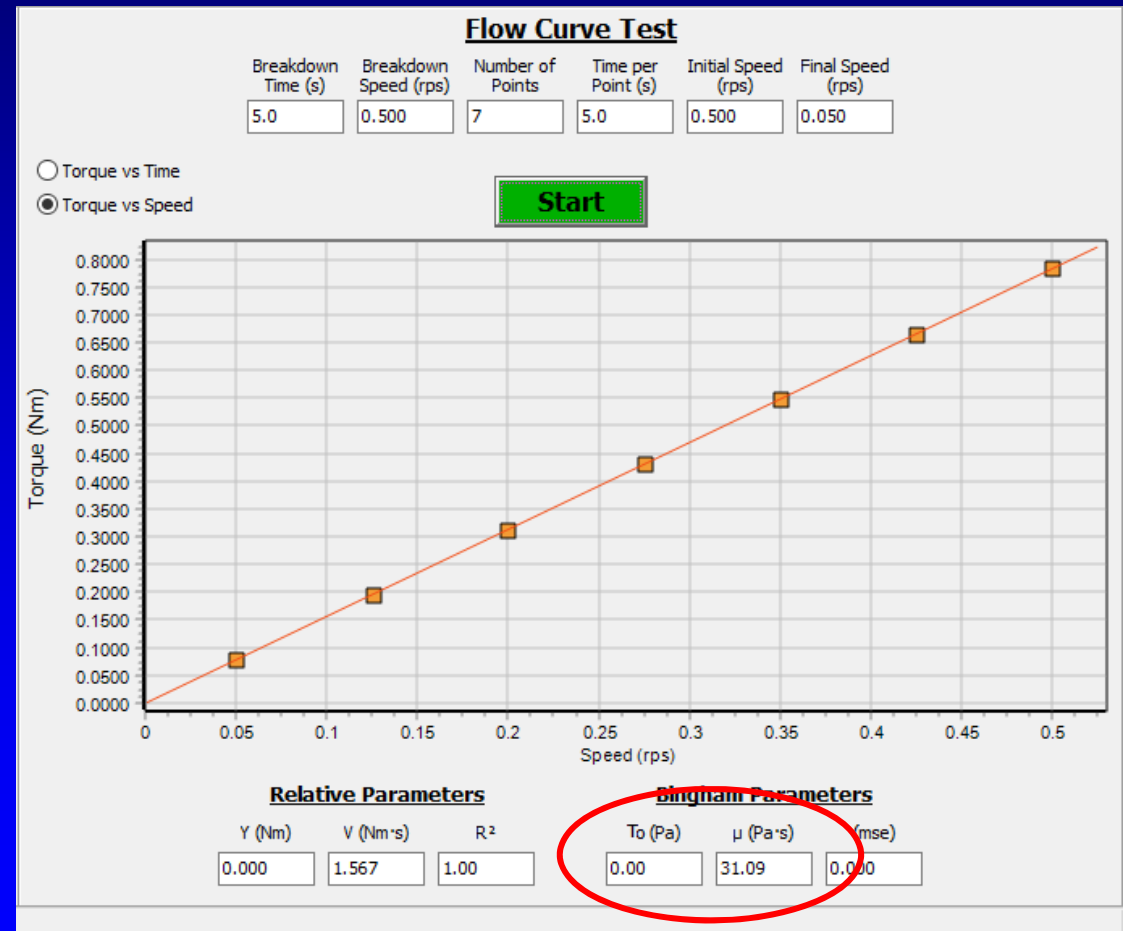 Flow Curve Test
Breakdown Time (s)
Breakdown Speed (rps)
Number of Points
Time per Point (s)
Initial Speed (rps)
Final Speed (rps)
5.0 0.500 7 5.0 0.500 0.050
Torque vs Time
Torque vs Speed
Start
Torque (Nm)
0.8000
0.7500
0.7000
0.6500
0.6000
0.5500
0.5000
0.4500
0.4000
0.3500
0.3000
0.2500
0.2000
0.1500
0.1000
0.0500
0.0000
0 0.05 0.1 0.15 0.2 0.25 0.3 0.35 0.4 0.45 0.5
Speed (rps)
Relative Parameters
Y (Nm) V (Nm·s) R²
0.000 1.567 1.00
Bingham Parameters
To (Pa) μ (Pa·s) (mse)
0.00 31.09 0.000